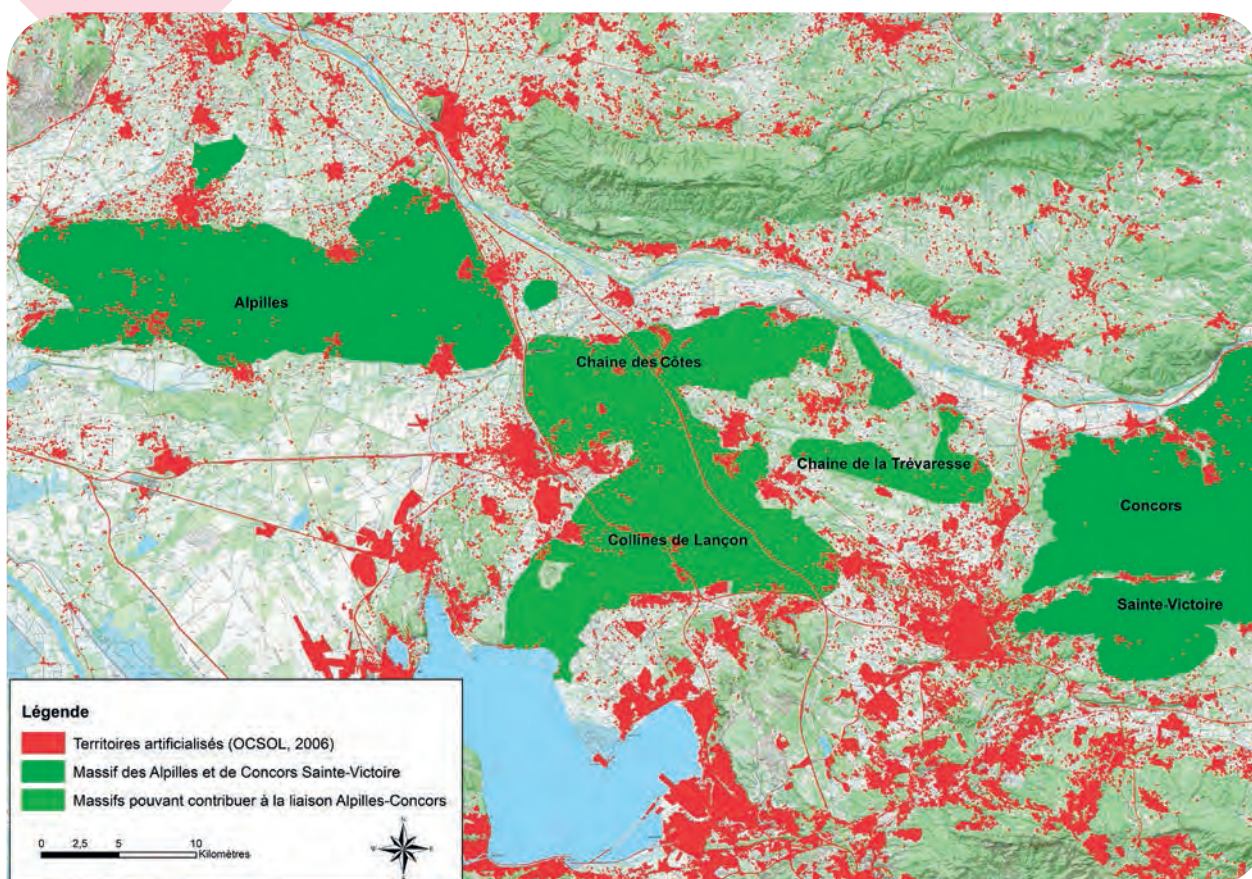 Alpilles
Chaine des Côtes
Chaine de la Trévaresse
Concors
Collines de Lançon
Sainte-Victoire
Légende
Territoires artificialisés (OCSOL, 2006)
Massif des Alpilles et de Concors Sainte-Victoire
Massifs pouvant contribuer à la liaison Alpilles-Concors
0 2,5 5 10
Kilomètres
N
W E
S